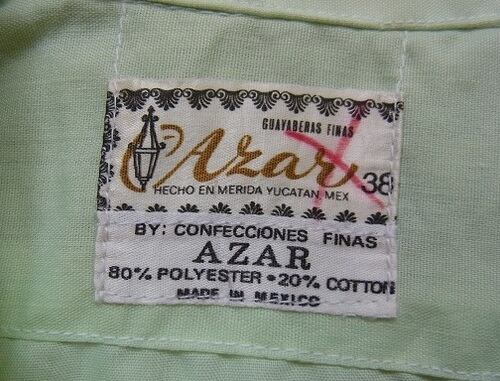 GUAYABERAS FINAS
Azar
38
HECHO EN MERIDA YUCATAN, MEX
BY: CONFECCIONES FINAS
AZAR
80% POLYESTER • 20% COTTON
MADE IN MEXICO